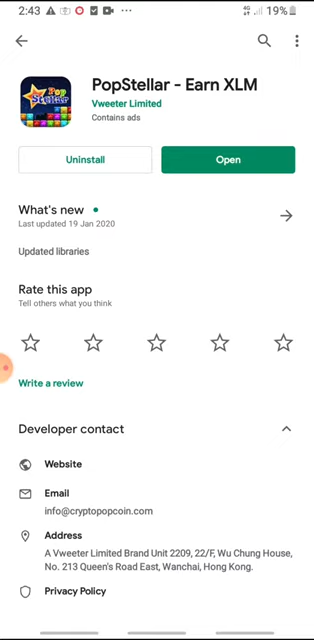 2:43 4G 19%
PopStellar - Earn XLM
Pop
Stellar
Vweeter Limited
Contains ads
Uninstall Open
What's new
Last updated 19 Jan 2020
Updated libraries
Rate this app
Tell others what you think
Write a review
Developer contact
Website
Email
info@cryptopopcoin.com
Address
A Vweeter Limited Brand Unit 2209, 22/F, Wu Chung House,
No. 213 Queen's Road East, Wanchai, Hong Kong.
Privacy Policy